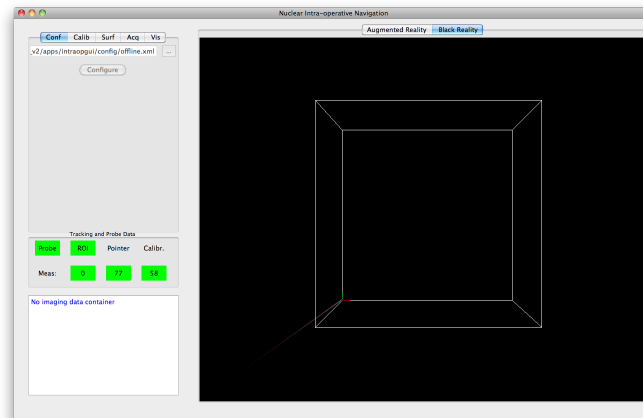 Nuclear Intra-operative Navigation
Conf Calib Surf Acq Vis
_v2/apps/intraopgui/config/offline.xml ...
Configure
Augmented Reality Black Reality
Tracking and Probe Data
Probe ROI Pointer Calibr.
Meas: 0 77 58
No imaging data container